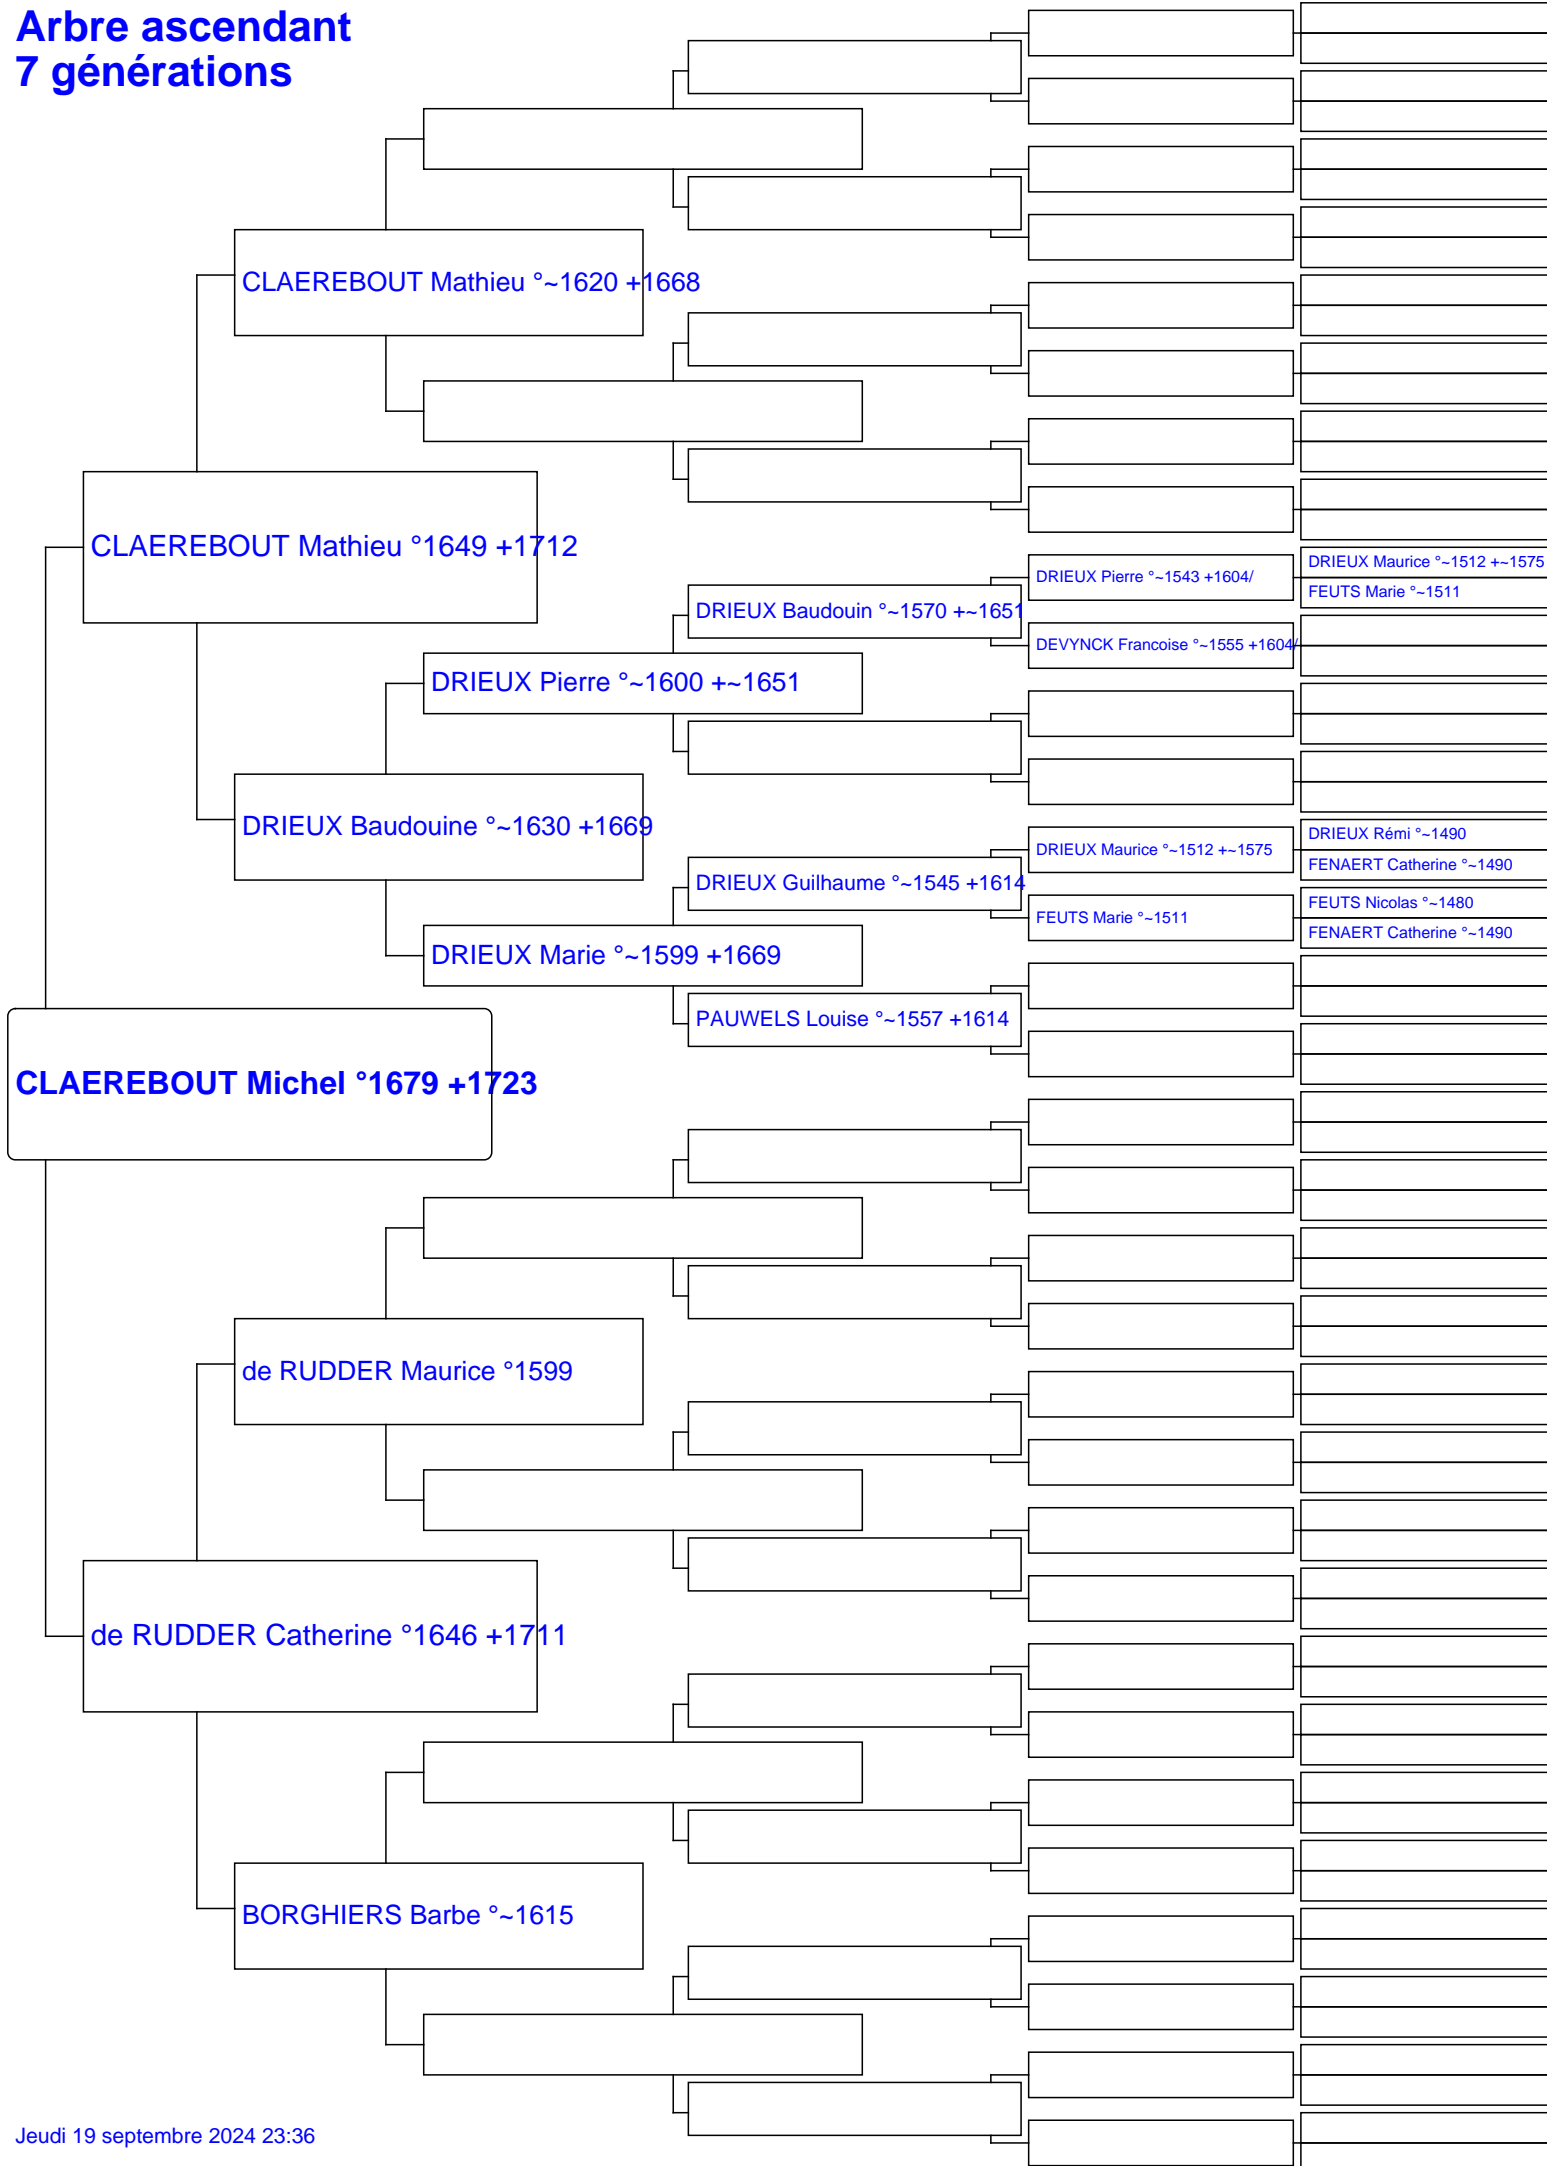 Arbre ascendant
7 générations
CLAEREBOUT Mathieu °~1620 +1668
CLAEREBOUT Mathieu °1649 +1712
DRIEUX Maurice °~1512 +~1575
DRIEUX Pierre °~1543 +1604/
FEUTS Marie °~1511
DRIEUX Baudouin °~1570 +~1651
DEVYNCK Francoise °~1555 +1604/
DRIEUX Pierre °~1600 +~1651
DRIEUX Baudouine °~1630 +1669
DRIEUX Rémi °~1490
DRIEUX Maurice °~1512 +~1575
FENAERT Catherine °~1490
DRIEUX Guilhaume °~1545 +1614
FEUTS Nicolas °~1480
FEUTS Marie °~1511
FENAERT Catherine °~1490
DRIEUX Marie °~1599 +1669
PAUWELS Louise °~1557 +1614
CLAEREBOUT Michel °1679 +1723
de RUDDER Maurice °1599
de RUDDER Catherine °1646 +1711
BORGHIERS Barbe °~1615
Jeudi 19 septembre 2024 23:36